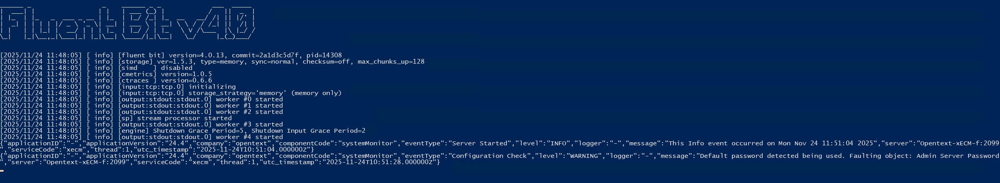 Fluent Bit v4.0
[2025/11/24 11:48:05] [ info] [fluent bit] version=4.0.13, commit=2a1d3c5d7f, pid=14308
[2025/11/24 11:48:05] [ info] [storage] ver=1.5.3, type=memory, sync=normal, checksum=off, max_chunks_up=128
[2025/11/24 11:48:05] [ info] [simd    ] disabled
[2025/11/24 11:48:05] [ info] [cmetrics] version=1.0.5
[2025/11/24 11:48:05] [ info] [ctraces ] version=0.6.6
[2025/11/24 11:48:05] [ info] [input:tcp:tcp.0] initializing
[2025/11/24 11:48:05] [ info] [input:tcp:tcp.0] storage_strategy='memory' (memory only)
[2025/11/24 11:48:05] [ info] [output:stdout:stdout.0] worker #0 started
[2025/11/24 11:48:05] [ info] [output:stdout:stdout.0] worker #1 started
[2025/11/24 11:48:05] [ info] [output:stdout:stdout.0] worker #2 started
[2025/11/24 11:48:05] [ info] [sp] stream processor started
[2025/11/24 11:48:05] [ info] [output:stdout:stdout.0] worker #3 started
[2025/11/24 11:48:05] [ info] [engine] Shutdown Grace Period=5, Shutdown Input Grace Period=2
[2025/11/24 11:48:05] [ info] [output:stdout:stdout.0] worker #4 started
{"applicationID":"-","applicationVersion":"24.4","company":"opentext","componentCode":"systemMonitor","eventType":"Server Started","level":"INFO","logger":"-","message":"This Info event occurred on Mon Nov 24 11:51:04 2025","server":"Opentext-xECM-f:2099
","serviceCode":"xecm","thread":1,"utc_timestamp":"2025-11-24T10:51:04.000000Z"}
{"applicationID":"-","applicationVersion":"24.4","company":"opentext","componentCode":"systemMonitor","eventType":"Configuration Check","level":"WARNING","logger":"-","message":"Default password detected being used. Faulting object: Admin Server Password
","server":"Opentext-xECM-f:2099","serviceCode":"xecm","thread":1,"utc_timestamp":"2025-11-24T10:51:28.000000Z"}